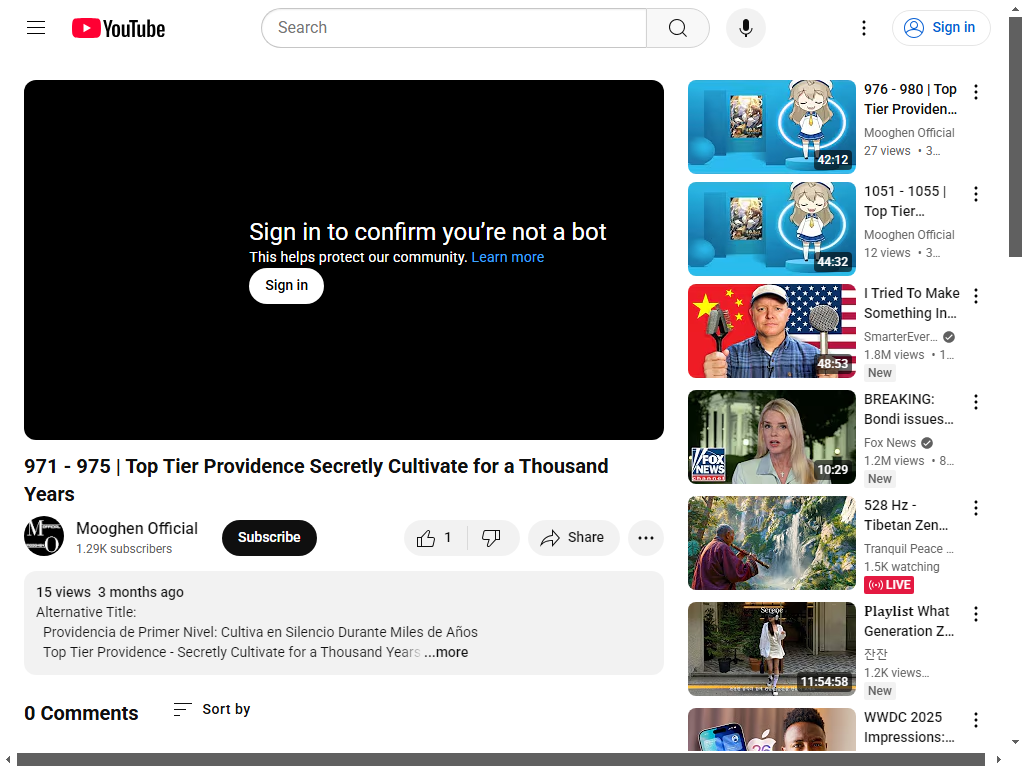 YouTube
Search
Sign in
Sign in to confirm you’re not a bot
This helps protect our community. Learn more
Sign in
971 - 975 | Top Tier Providence Secretly Cultivate for a Thousand
Years
Mooghen Official
1.29K subscribers
Subscribe
1
Share
15 views 3 months ago
Alternative Title:
Providencia de Primer Nivel: Cultiva en Silencio Durante Miles de Años
Top Tier Providence - Secretly Cultivate for a Thousand Years ...more
0 Comments
Sort by
42:12
976 - 980 | Top
Tier Providen...
Mooghen Official
27 views • 3...
44:32
1051 - 1055 |
Top Tier...
Mooghen Official
12 views • 3...
48:53
I Tried To Make
Something In...
SmarterEver...
1.8M views • 1...
New
FOX
NEWS
channel
10:29
BREAKING:
Bondi issues...
Fox News
1.2M views • 8...
New
528 Hz -
Tibetan Zen...
Tranquil Peace ...
1.5K watching
LIVE
11:54:58
Playlist What
Generation Z...
잔잔
1.2K views...
New
26
WWDC 2025
Impressions:...